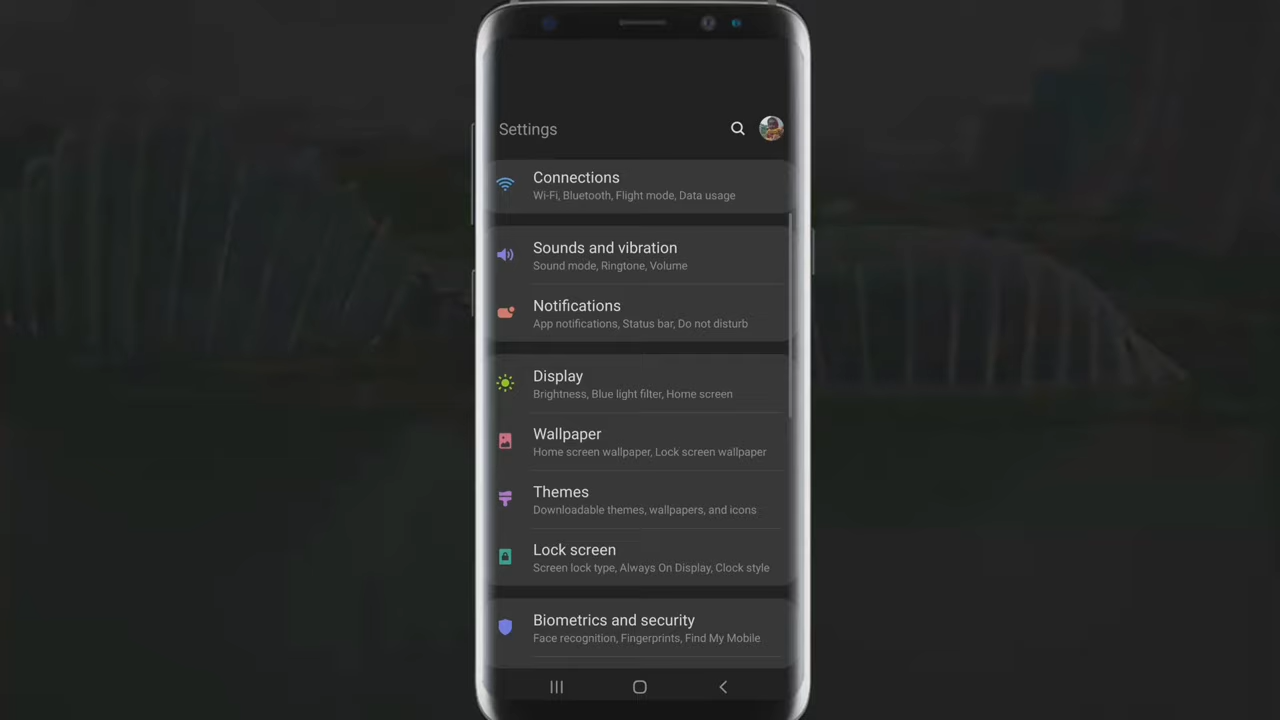 Settings
Connections
Wi-Fi, Bluetooth, Flight mode, Data usage
Sounds and vibration
Sound mode, Ringtone, Volume
Notifications
App notifications, Status bar, Do not disturb
Display
Brightness, Blue light filter, Home screen
Wallpaper
Home screen wallpaper, Lock screen wallpaper
Themes
Downloadable themes, wallpapers, and icons
Lock screen
Screen lock type, Always On Display, Clock style
Biometrics and security
Face recognition, Fingerprints, Find My Mobile